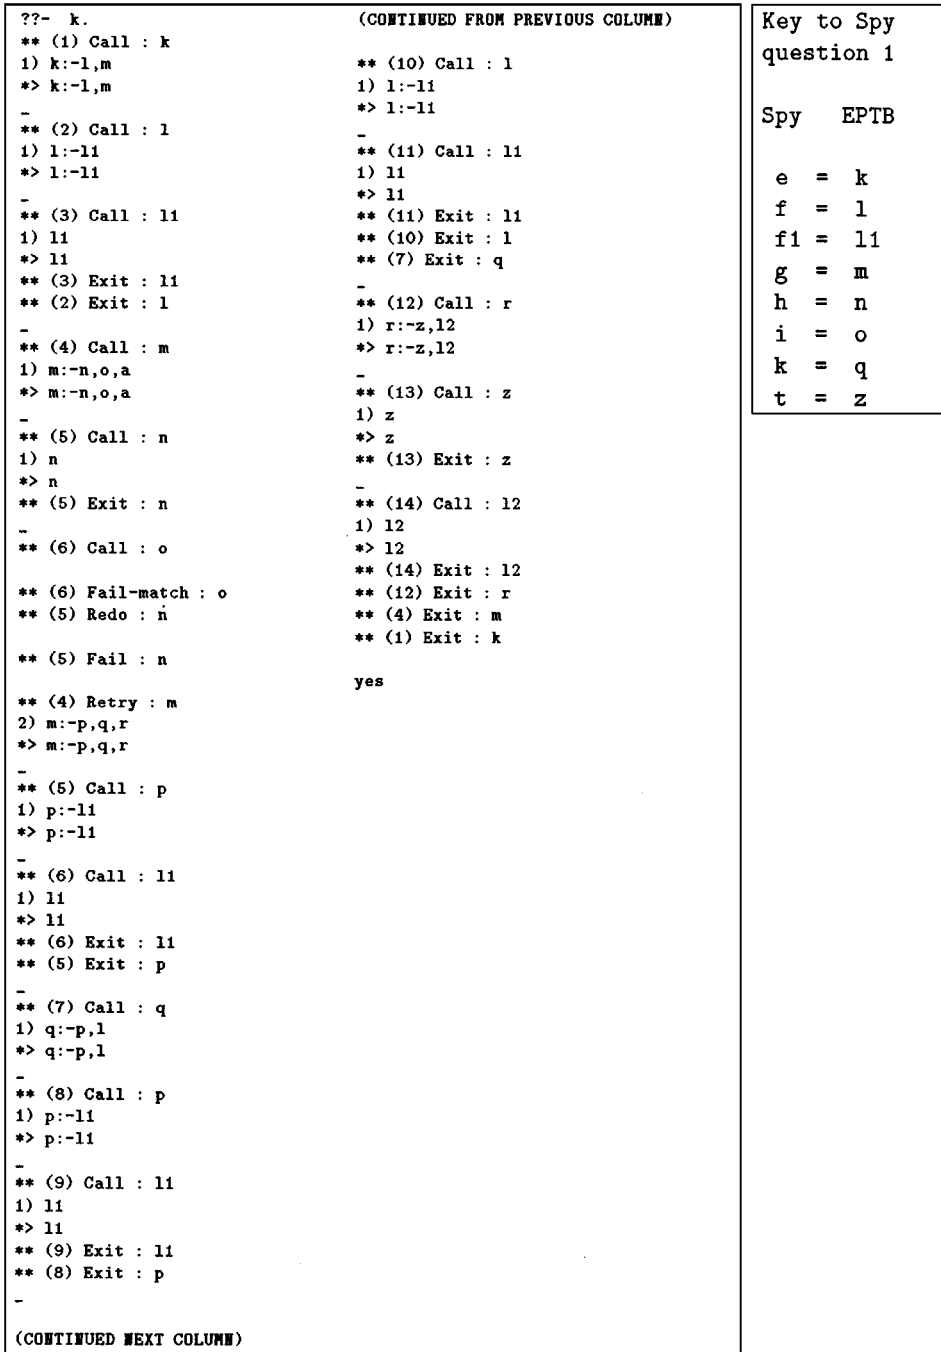 ??-  k.
** (1) Call : k
1) k:-l,m
*> k:-l,m
_
** (2) Call : l
1) l:-l1
*> l:-l1
_
** (3) Call : l1
1) l1
*> l1
** (3) Exit : l1
** (2) Exit : l
_
** (4) Call : m
1) m:-n,o,a
*> m:-n,o,a
_
** (5) Call : n
1) n
*> n
** (5) Exit : n
_
** (6) Call : o
** (6) Fail-match : o
** (5) Redo : n
** (5) Fail : n
** (4) Retry : m
2) m:-p,q,r
*> m:-p,q,r
_
** (5) Call : p
1) p:-l1
*> p:-l1
_
** (6) Call : l1
1) l1
*> l1
** (6) Exit : l1
** (5) Exit : p
_
** (7) Call : q
1) q:-p,l
*> q:-p,l
_
** (8) Call : p
1) p:-l1
*> p:-l1
_
** (9) Call : l1
1) l1
*> l1
** (9) Exit : l1
** (8) Exit : p
_
(CONTINUED NEXT COLUMN)
(CONTINUED FROM PREVIOUS COLUMN)
** (10) Call : l
1) l:-l1
*> l:-l1
_
** (11) Call : l1
1) l1
*> l1
** (11) Exit : l1
** (10) Exit : l
** (7) Exit : q
_
** (12) Call : r
1) r:-z,l2
*> r:-z,l2
_
** (13) Call : z
1) z
*> z
** (13) Exit : z
_
** (14) Call : l2
1) l2
*> l2
** (14) Exit : l2
** (12) Exit : r
** (4) Exit : m
** (1) Exit : k
yes
Key to Spy
question 1
Spy   EPTB
e  =  k
f  =  l
f1 =  l1
g  =  m
h  =  n
i  =  o
k  =  q
t  =  z